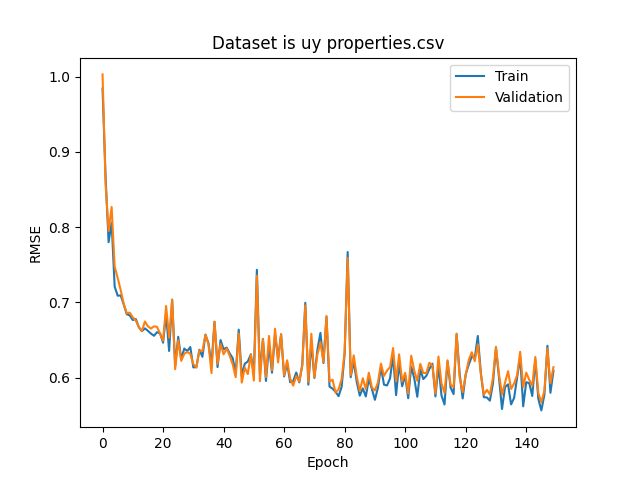 Dataset is uy properties.csv
Train
Validation
RMSE
1.0
0.9
0.8
0.7
0.6
0 20 40 60 80 100 120 140
Epoch